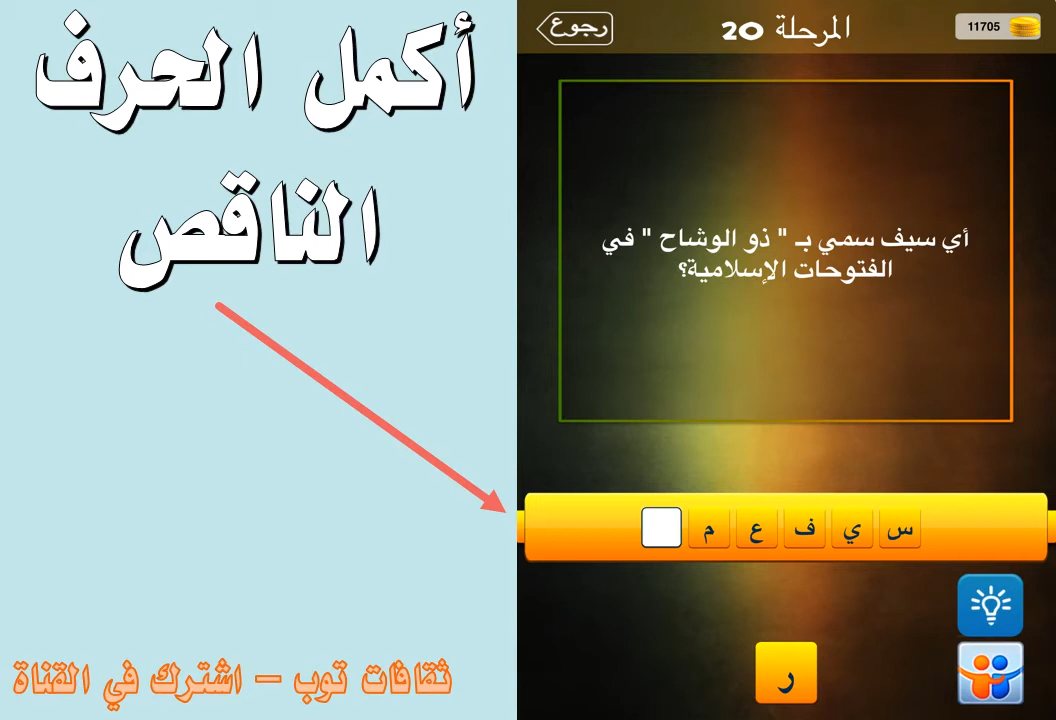 أكمل الحرف
الناقص
ثقافات توب – اشترك في القناة
رجوع
المرحلة 20
11705
أي سيف سمي بـ " ذو الوشاح " في
الفتوحات الإسلامية؟
س ي ف ع م
ر